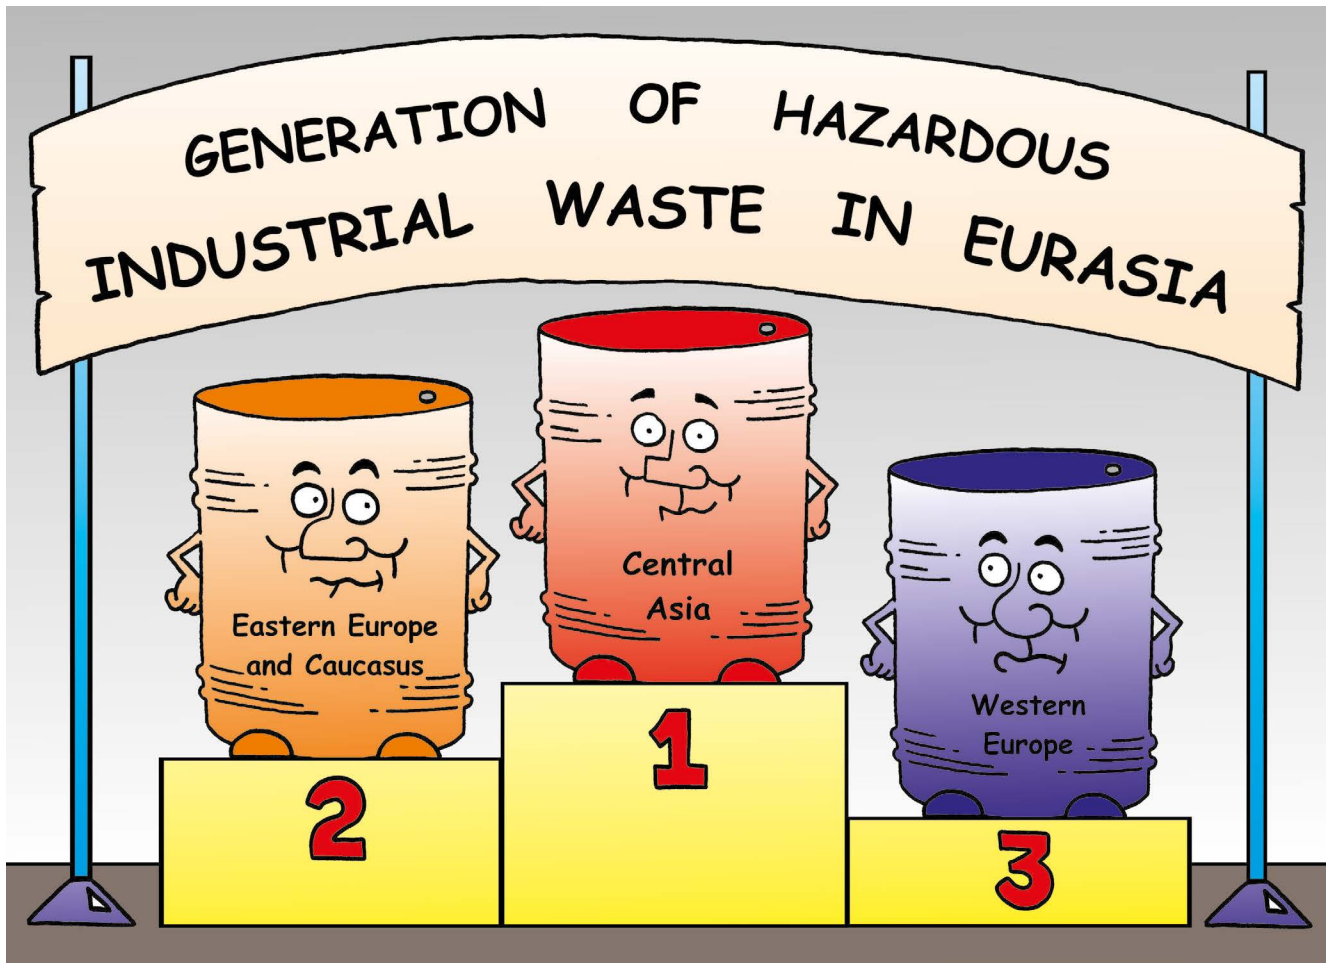 GENERATION OF HAZARDOUS
INDUSTRIAL WASTE IN EURASIA
Eastern Europe
and Caucasus
2
Central
Asia
1
Western
Europe
3